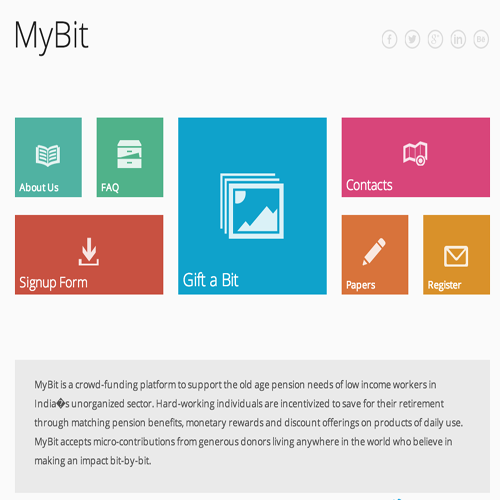 MyBit
About Us
FAQ
Gift a Bit
Contacts
Signup Form
Papers
Register
MyBit is a crowd-funding platform to support the old age pension needs of low income workers in
India�s unorganized sector. Hard-working individuals are incentivized to save for their retirement
through matching pension benefits, monetary rewards and discount offerings on products of daily use.
MyBit accepts micro-contributions from generous donors living anywhere in the world who believe in
making an impact bit-by-bit.